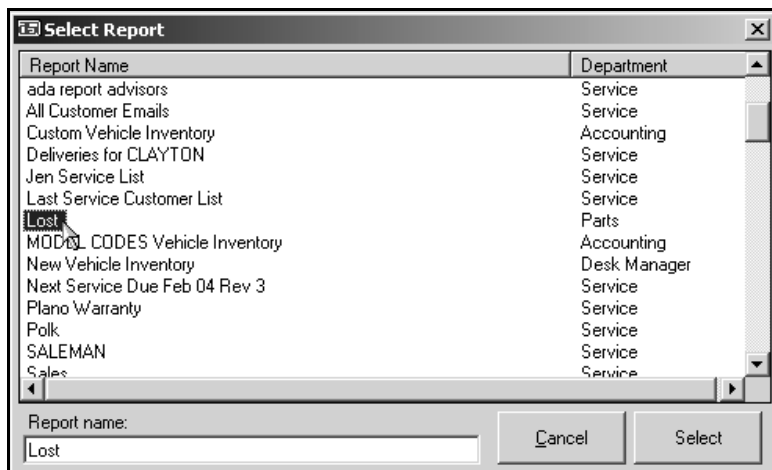 Select Report
Report Name Department
ada report advisors Service
All Customer Emails Service
Custom Vehicle Inventory Accounting
Deliveries for CLAYTON Service
Jen Service List Service
Last Service Customer List Service
Lost Parts
MODEL CODES Vehicle Inventory Accounting
New Vehicle Inventory Desk Manager
Next Service Due Feb 04 Rev 3 Service
Plano Warranty Service
Polk Service
SALEMAN Service
Sales Service
Report name:
Lost
Cancel Select